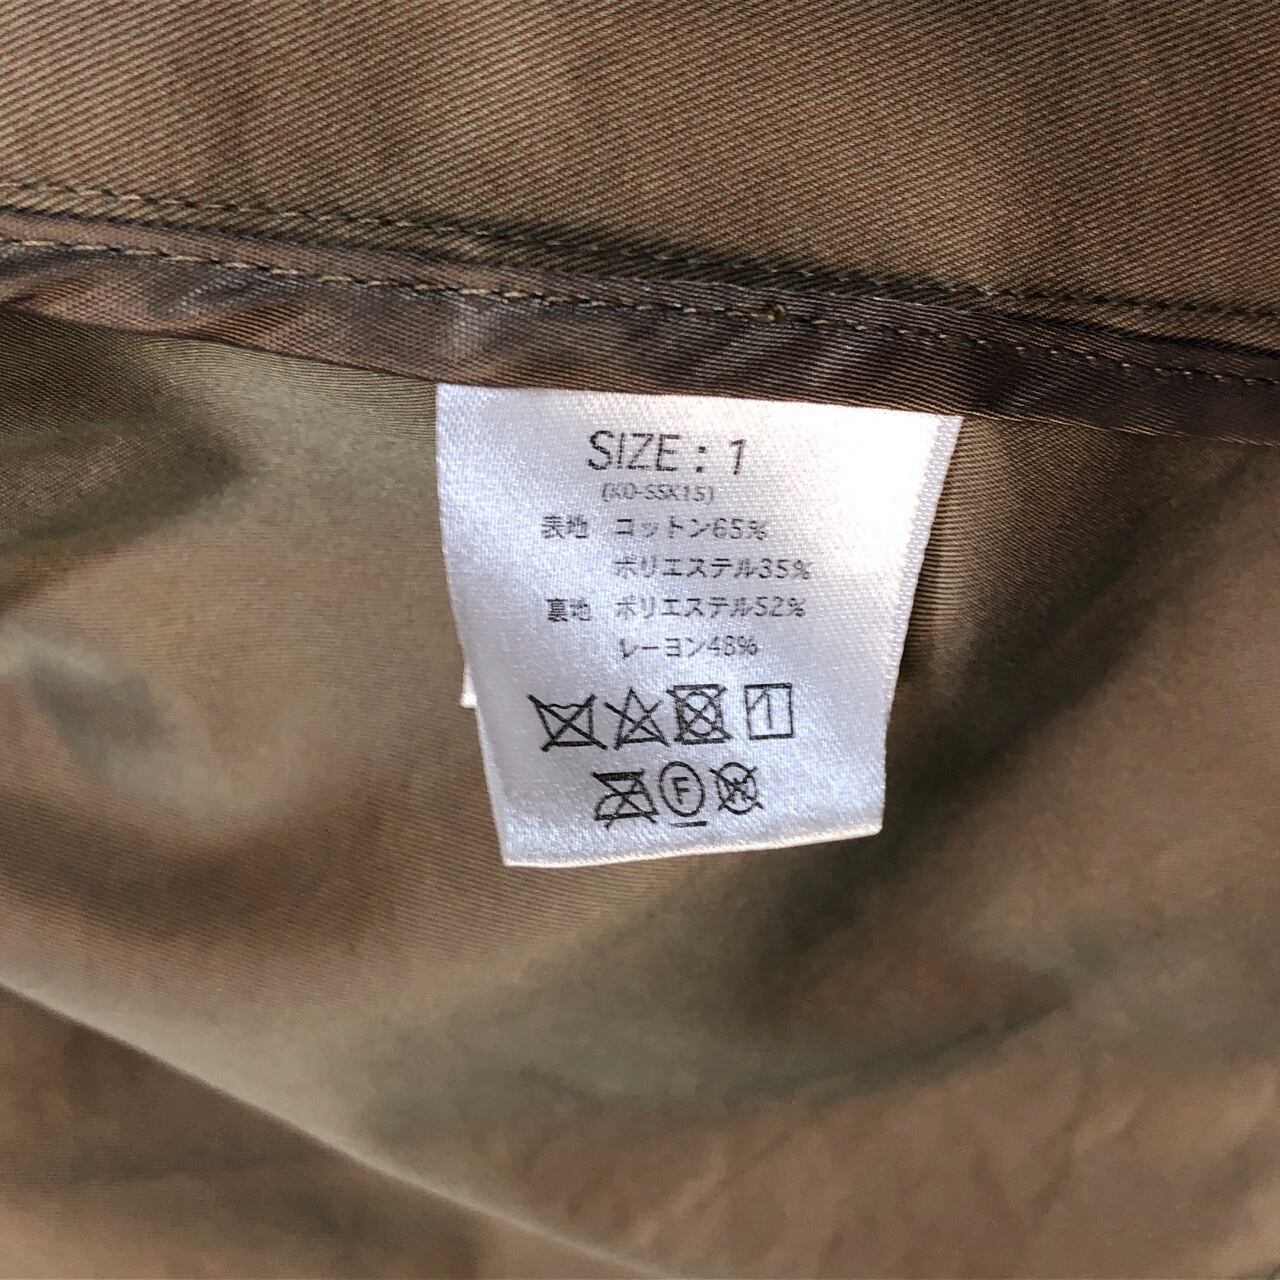 SIZE : 1
(KO-SSK15)
表地 コットン65%
ポリエステル35%
裏地 ポリエステル52%
レーヨン48%
F
W